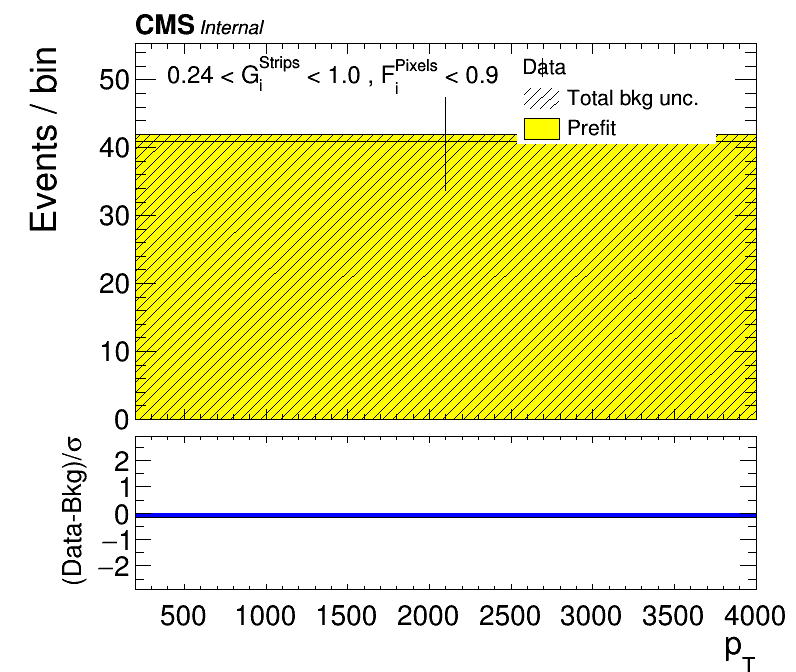 CMS Internal
0.24 < G_i^Strips < 1.0 , F_i^Pixels < 0.9
Data
Total bkg unc.
Prefit
Events / bin
50
40
30
20
10
0
(Data-Bkg)/σ
2
1
0
−1
−2
500 1000 1500 2000 2500 3000 3500 4000
p_T